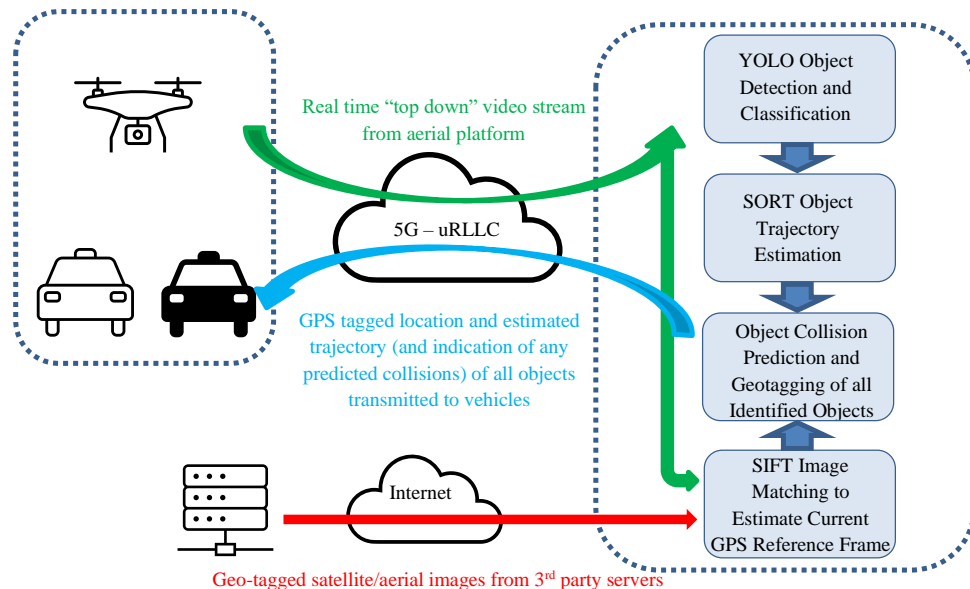 Real time “top down” video stream
from aerial platform
5G – uRLLC
GPS tagged location and estimated
trajectory (and indication of any
predicted collisions) of all objects
transmitted to vehicles
Internet
Geo-tagged satellite/aerial images from 3rd party servers
YOLO Object
Detection and
Classification
SORT Object
Trajectory
Estimation
Object Collision
Prediction and
Geotagging of all
Identified Objects
SIFT Image
Matching to
Estimate Current
GPS Reference Frame